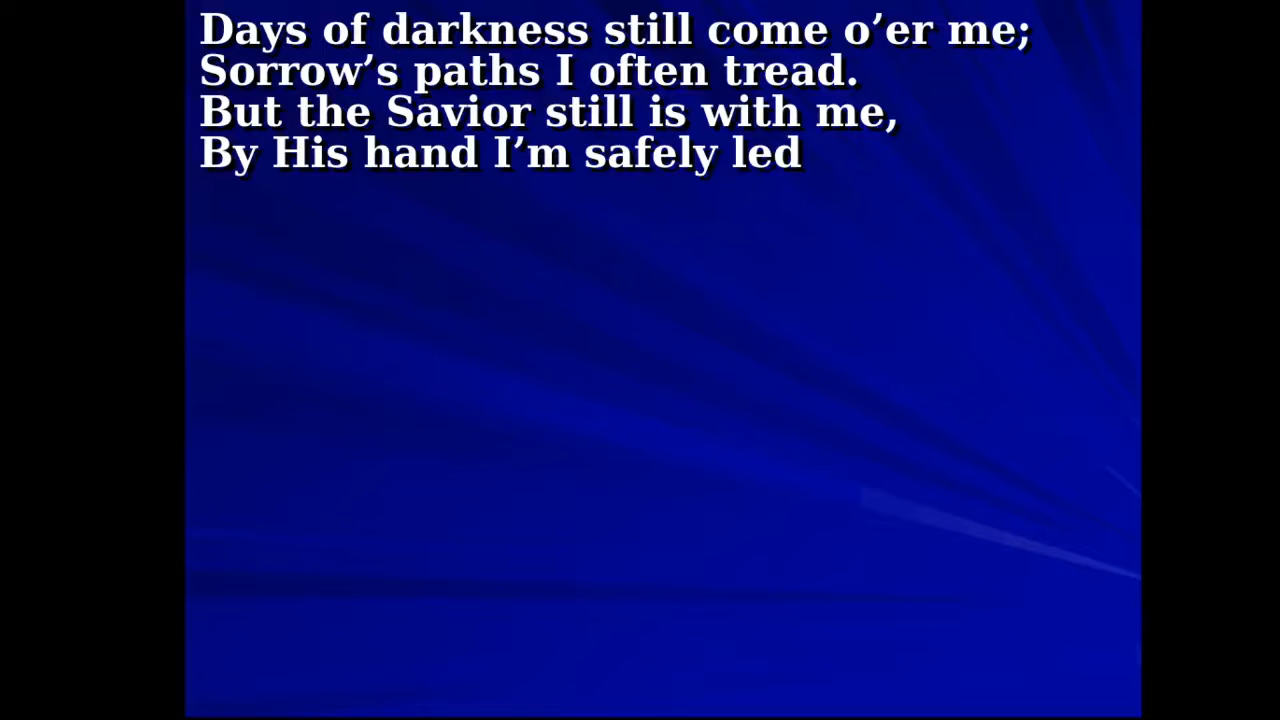 Days of darkness still come o’er me;
Sorrow’s paths I often tread.
But the Savior still is with me,
By His hand I’m safely led